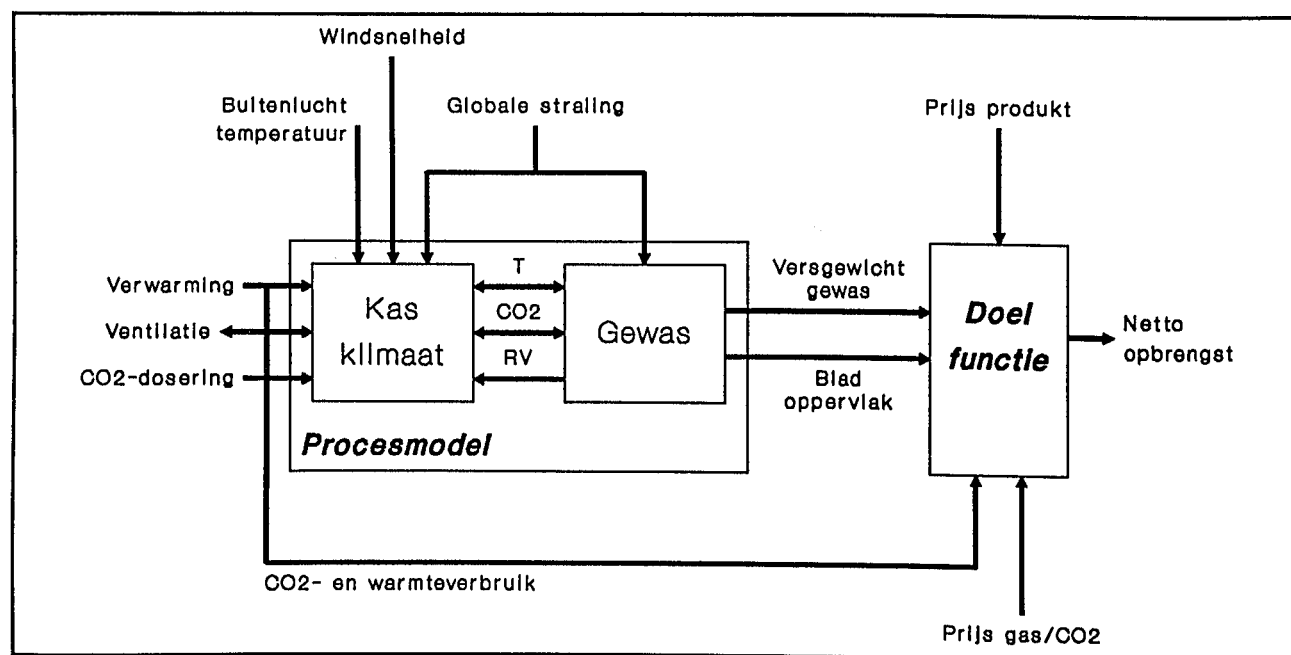 Windsnelheid
Buitenlucht
temperatuur
Globale straling
Prijs produkt
Verwarming
Ventilatie
CO2-dosering
Kas
klimaat
T
CO2
RV
Gewas
Procesmodel
Versgewicht
gewas
Blad
oppervlak
Doel
functie
Netto
opbrengst
CO2- en warmteverbruik
Prijs gas/CO2